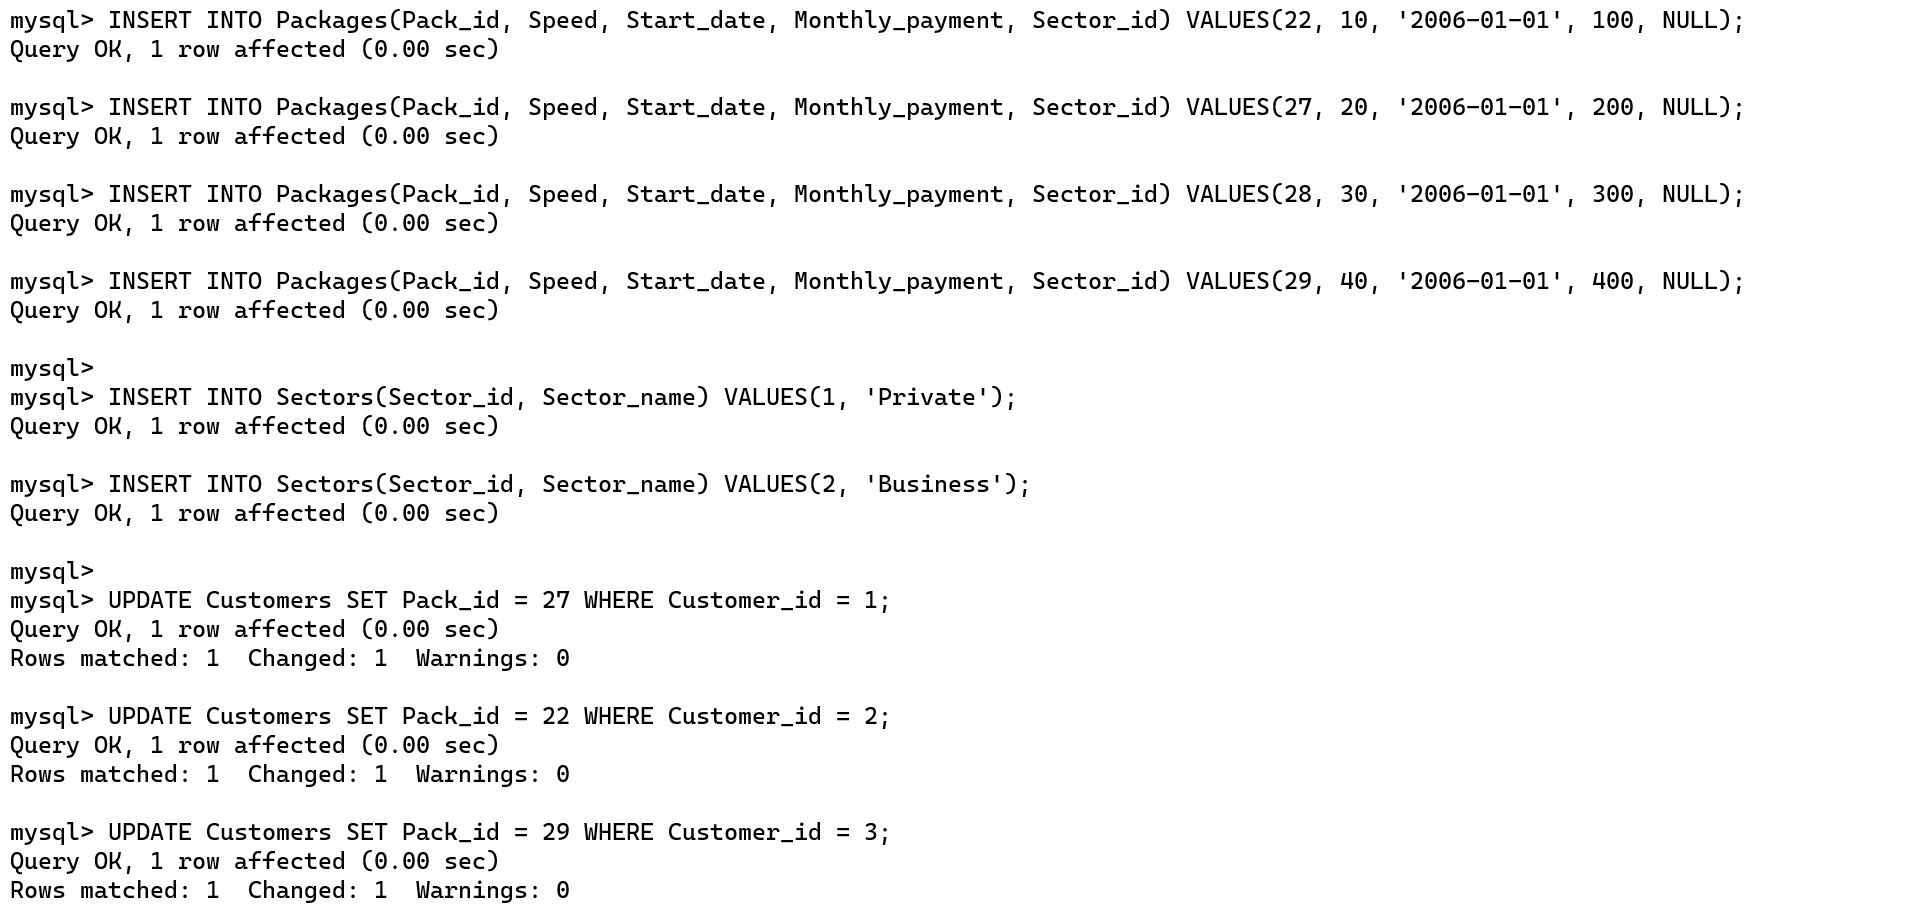 mysql> INSERT INTO Packages(Pack_id, Speed, Start_date, Monthly_payment, Sector_id) VALUES(22, 10, '2006-01-01', 100, NULL);
Query OK, 1 row affected (0.00 sec)
mysql> INSERT INTO Packages(Pack_id, Speed, Start_date, Monthly_payment, Sector_id) VALUES(27, 20, '2006-01-01', 200, NULL);
Query OK, 1 row affected (0.00 sec)
mysql> INSERT INTO Packages(Pack_id, Speed, Start_date, Monthly_payment, Sector_id) VALUES(28, 30, '2006-01-01', 300, NULL);
Query OK, 1 row affected (0.00 sec)
mysql> INSERT INTO Packages(Pack_id, Speed, Start_date, Monthly_payment, Sector_id) VALUES(29, 40, '2006-01-01', 400, NULL);
Query OK, 1 row affected (0.00 sec)
mysql>
mysql> INSERT INTO Sectors(Sector_id, Sector_name) VALUES(1, 'Private');
Query OK, 1 row affected (0.00 sec)
mysql> INSERT INTO Sectors(Sector_id, Sector_name) VALUES(2, 'Business');
Query OK, 1 row affected (0.00 sec)
mysql>
mysql> UPDATE Customers SET Pack_id = 27 WHERE Customer_id = 1;
Query OK, 1 row affected (0.00 sec)
Rows matched: 1  Changed: 1  Warnings: 0
mysql> UPDATE Customers SET Pack_id = 22 WHERE Customer_id = 2;
Query OK, 1 row affected (0.00 sec)
Rows matched: 1  Changed: 1  Warnings: 0
mysql> UPDATE Customers SET Pack_id = 29 WHERE Customer_id = 3;
Query OK, 1 row affected (0.00 sec)
Rows matched: 1  Changed: 1  Warnings: 0